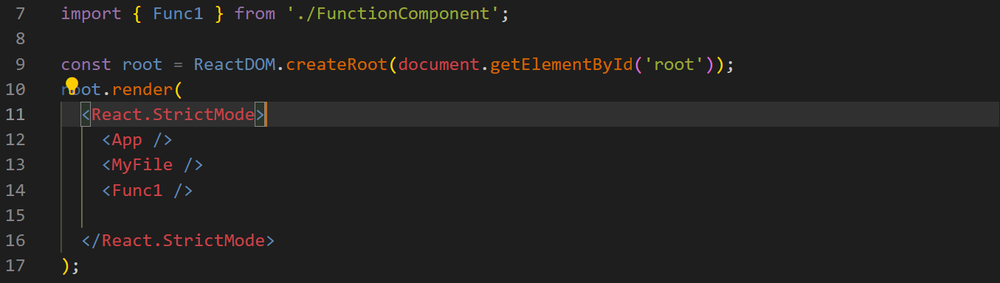 7 import { Func1 } from './FunctionComponent';
8
9 const root = ReactDOM.createRoot(document.getElementById('root'));
10 root.render(
11 <React.StrictMode>
12 <App />
13 <MyFile />
14 <Func1 />
15
16 </React.StrictMode>
17 );